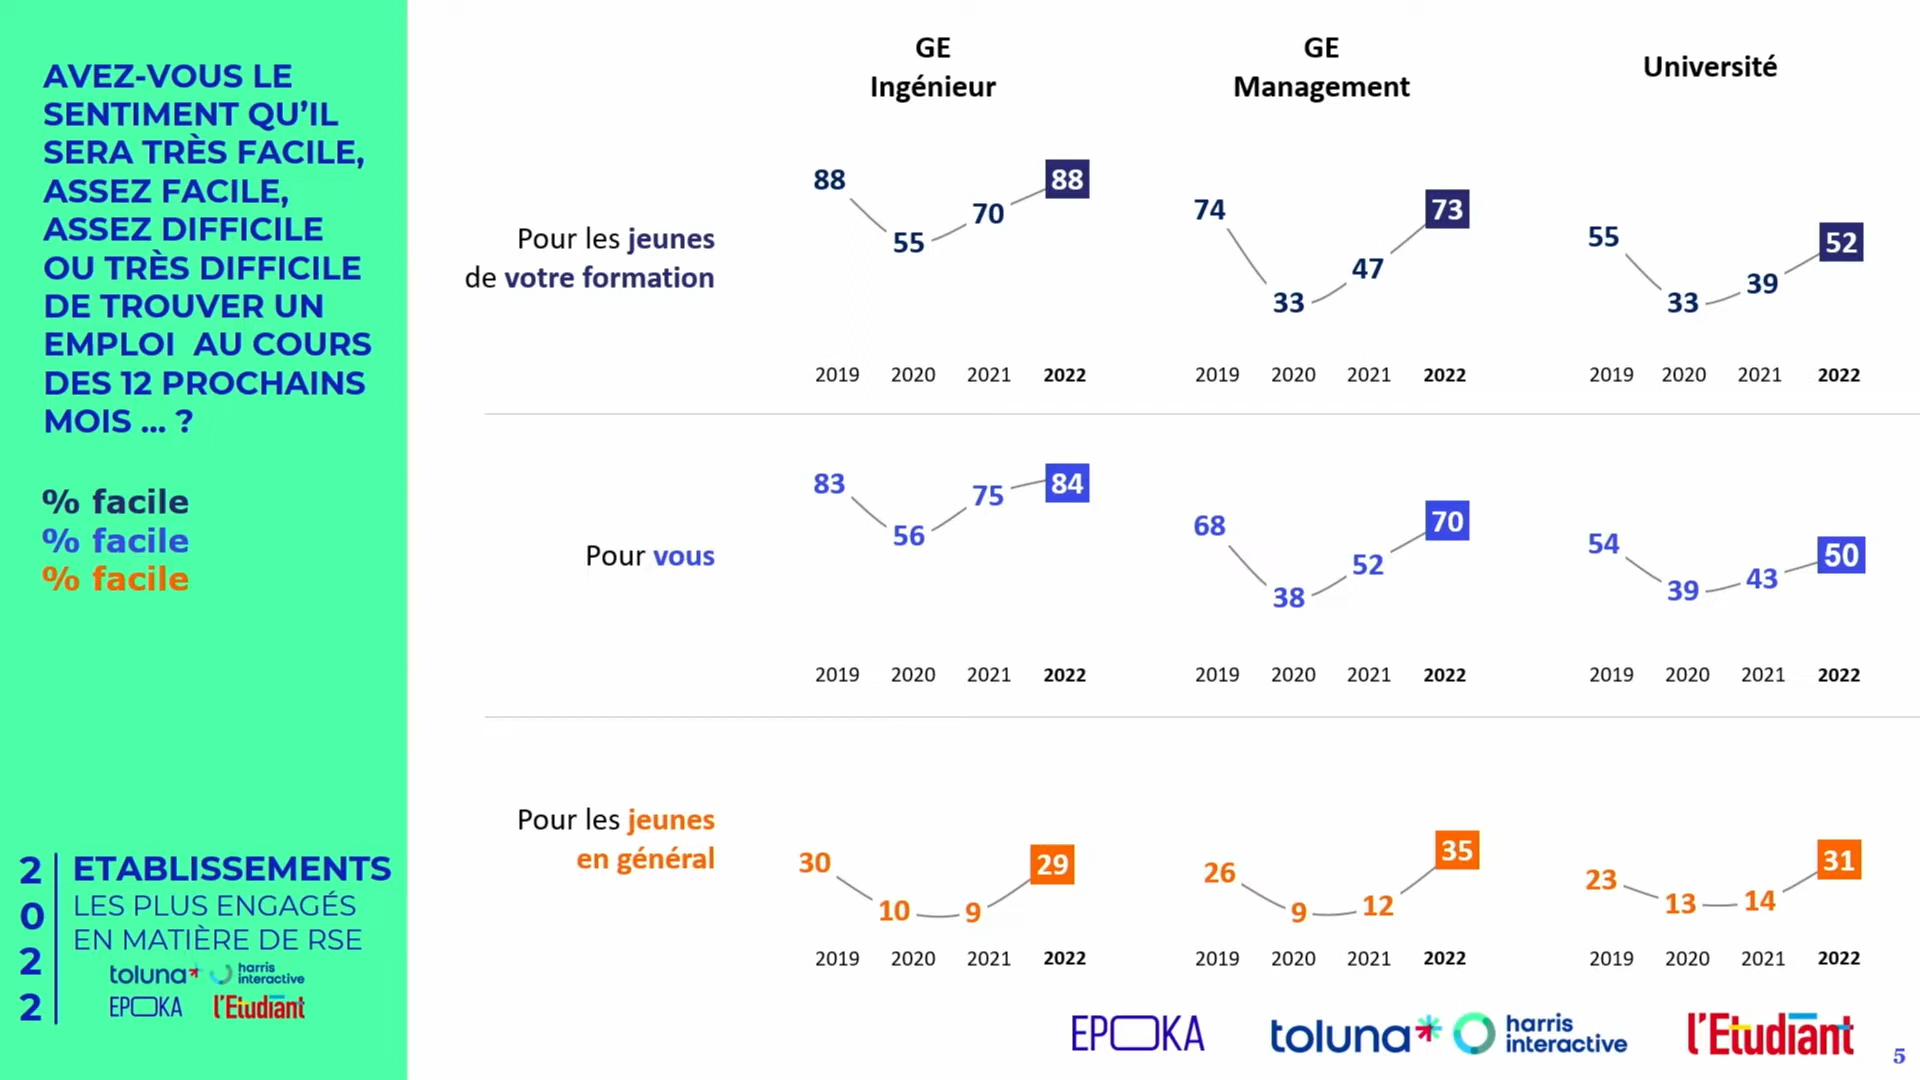 AVEZ-VOUS LE
SENTIMENT QU’IL
SERA TRÈS FACILE,
ASSEZ FACILE,
ASSEZ DIFFICILE
OU TRÈS DIFFICILE
DE TROUVER UN
EMPLOI AU COURS
DES 12 PROCHAINS
MOIS ... ?
% facile
% facile
% facile
2022
ETABLISSEMENTS
LES PLUS ENGAGÉS
EN MATIÈRE DE RSE
toluna* harris interactive
EPOKA l'Etudiant
GE
Ingénieur
GE
Management
Université
Pour les jeunes
de votre formation
88 55 70 88
74 33 47 73
55 33 39 52
2019 2020 2021 2022
2019 2020 2021 2022
2019 2020 2021 2022
Pour vous
83 56 75 84
68 38 52 70
54 39 43 50
2019 2020 2021 2022
2019 2020 2021 2022
2019 2020 2021 2022
Pour les jeunes
en général
30 10 9 29
26 9 12 35
23 13 14 31
2019 2020 2021 2022
2019 2020 2021 2022
2019 2020 2021 2022
EPOKA
toluna*
harris
interactive
l'Etudiant
5